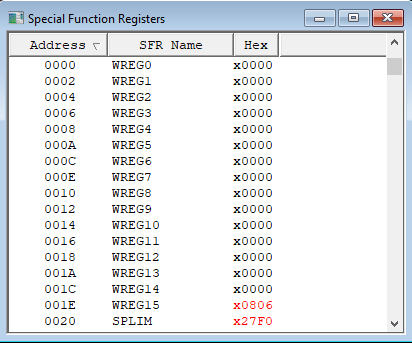 Special Function Registers
Address SFR Name Hex
0000 WREG0 x0000
0002 WREG1 x0000
0004 WREG2 x0000
0006 WREG3 x0000
0008 WREG4 x0000
000A WREG5 x0000
000C WREG6 x0000
000E WREG7 x0000
0010 WREG8 x0000
0012 WREG9 x0000
0014 WREG10 x0000
0016 WREG11 x0000
0018 WREG12 x0000
001A WREG13 x0000
001C WREG14 x0000
001E WREG15 x0806
0020 SPLIM x27F0